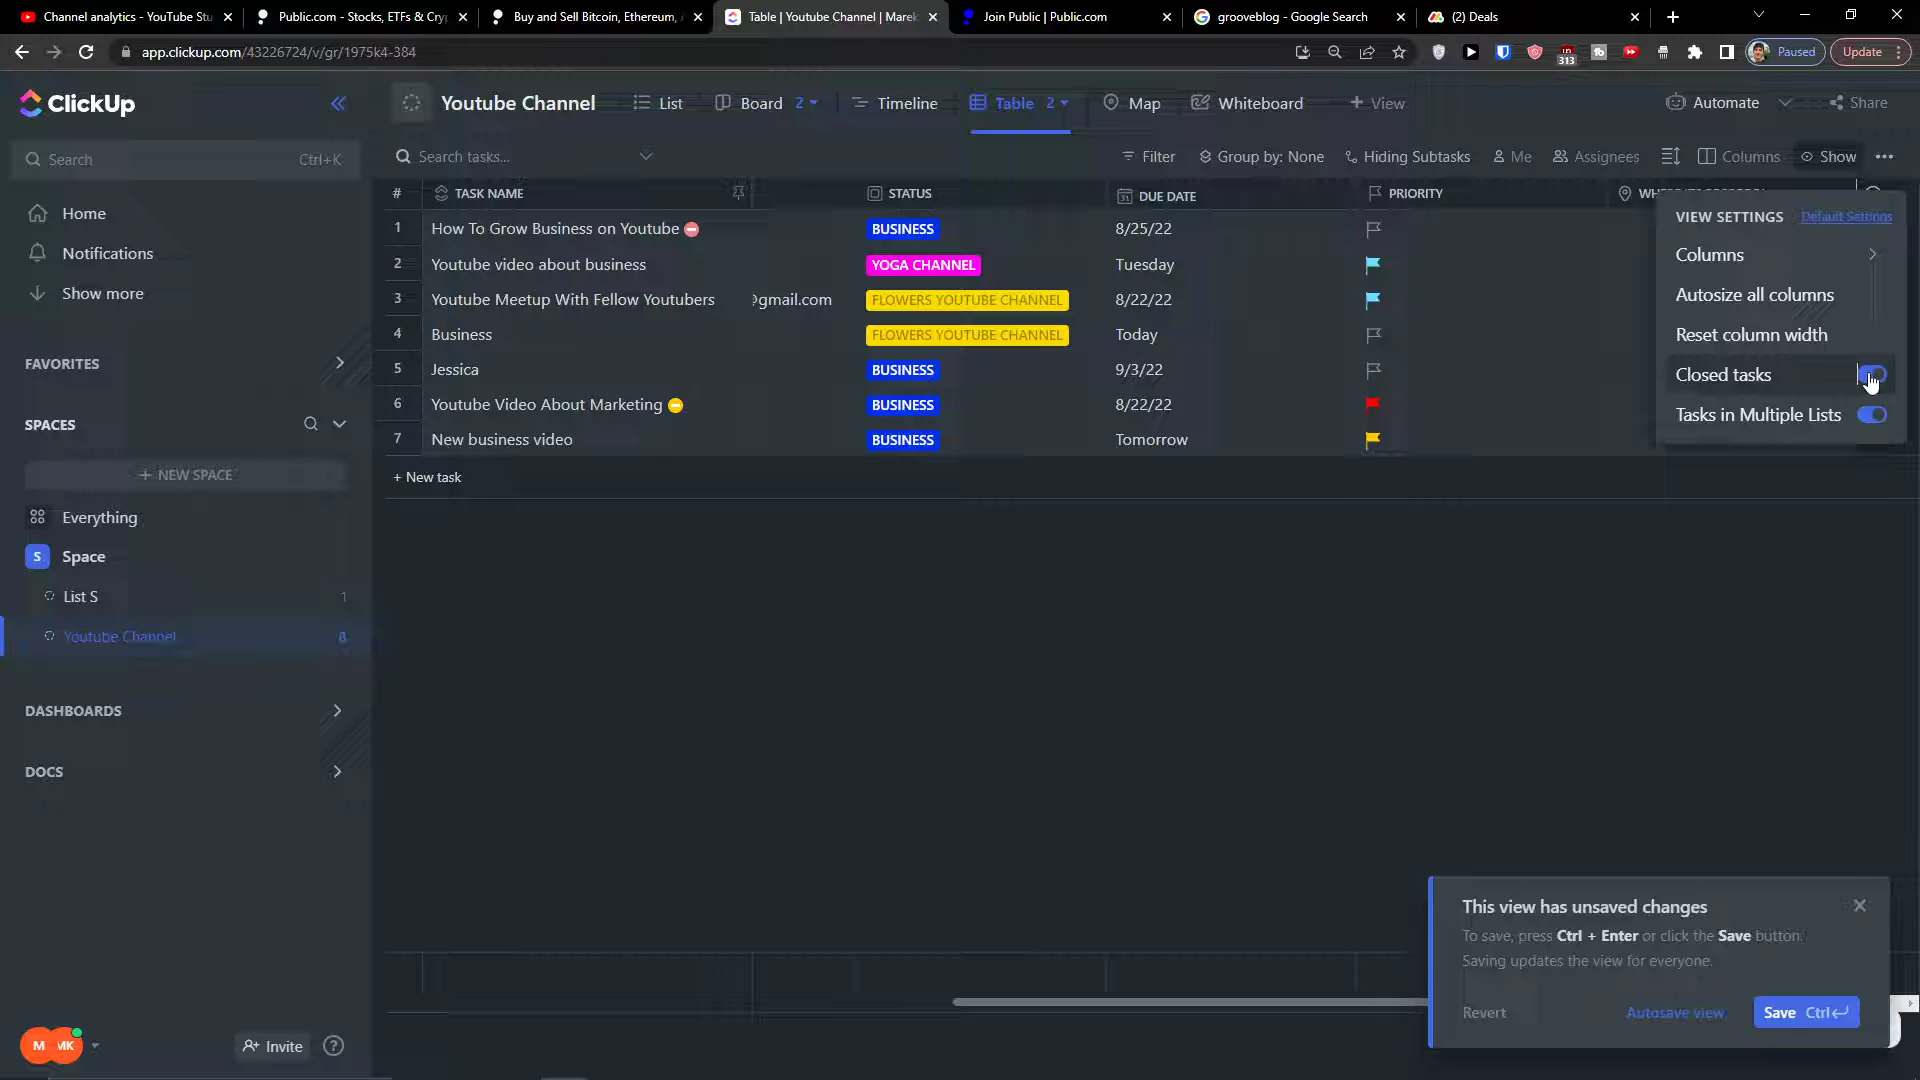 Channel analytics - YouTube Stu
Public.com - Stocks, ETFs & Cry
Buy and Sell Bitcoin, Ethereum,
Table | Youtube Channel | Marek
Join Public | Public.com
grooveblog - Google Search
(2) Deals
app.clickup.com/43226724/v/gr/1975k4-384
313
Paused
Update
ClickUp
Youtube Channel
List
Board 2
Timeline
Table 2
Map
Whiteboard
+ View
Automate
Share
Search Ctrl+K
Search tasks...
Filter
Group by: None
Hiding Subtasks
Me
Assignees
Columns
Show
Home
Notifications
Show more
FAVORITES
SPACES
+ NEW SPACE
Everything
S Space
List S 1
Youtube Channel 8
DASHBOARDS
DOCS
M MK
Invite
?
# TASK NAME STATUS DUE DATE PRIORITY
1 How To Grow Business on Youtube BUSINESS 8/25/22
2 Youtube video about business YOGA CHANNEL Tuesday
3 Youtube Meetup With Fellow Youtubers @gmail.com FLOWERS YOUTUBE CHANNEL 8/22/22
4 Business FLOWERS YOUTUBE CHANNEL Today
5 Jessica BUSINESS 9/3/22
6 Youtube Video About Marketing BUSINESS 8/22/22
7 New business video BUSINESS Tomorrow
+ New task
VIEW SETTINGS Default Settings
Columns
Autosize all columns
Reset column width
Closed tasks
Tasks in Multiple Lists
This view has unsaved changes
To save, press Ctrl + Enter or click the Save button.
Saving updates the view for everyone.
Revert
Autosave view
Save Ctrl